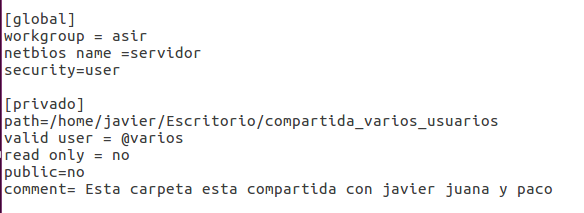 [global]
workgroup = asir
netbios name =servidor
security=user
[privado]
path=/home/javier/Escritorio/compartida_varios_usuarios
valid user = @varios
read only = no
public=no
comment= Esta carpeta esta compartida con javier juana y paco